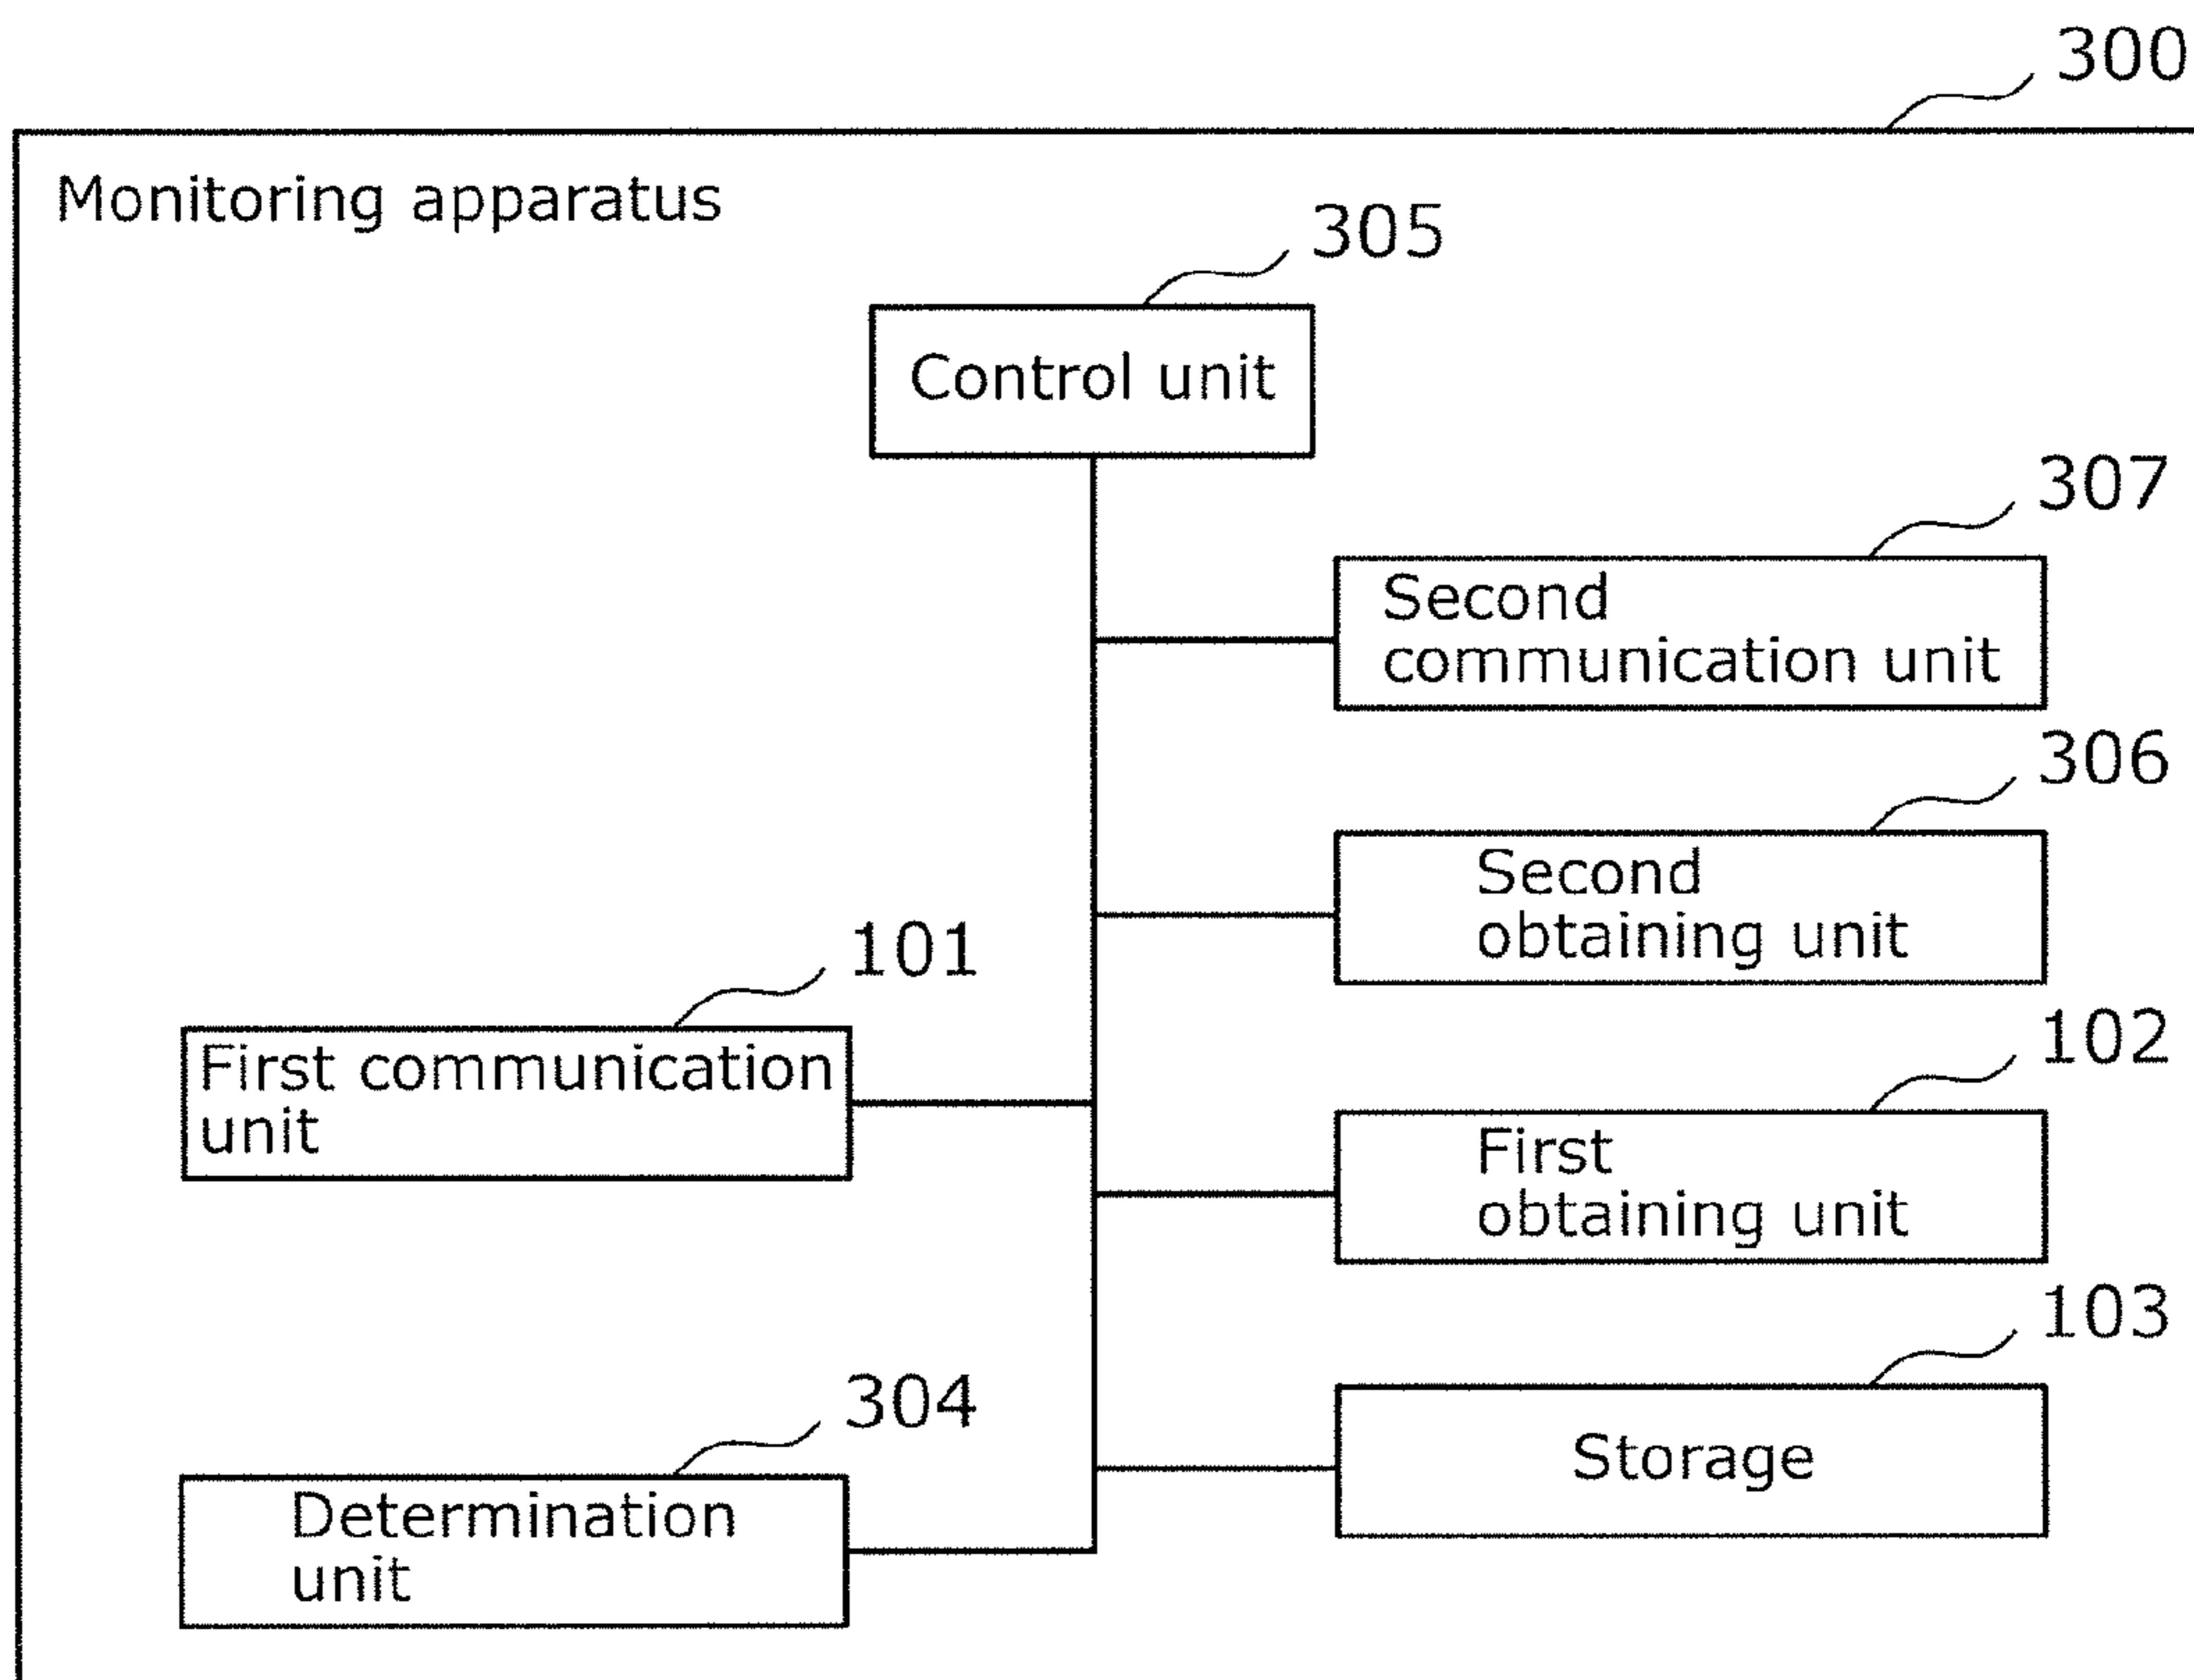 300
Monitoring apparatus
305
Control unit
307
Second
communication unit
306
Second
obtaining unit
101
First communication
unit
102
First
obtaining unit
103
Storage
304
Determination
unit